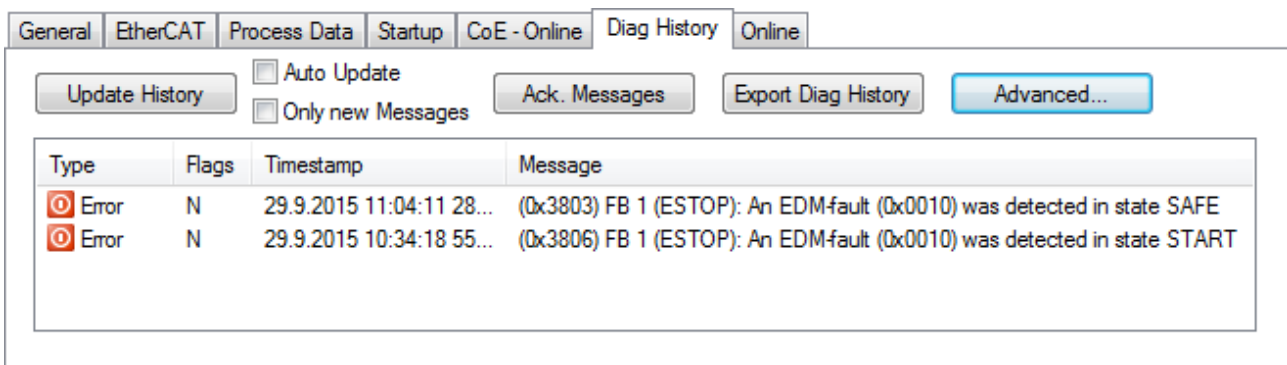 General EtherCAT Process Data Startup CoE - Online Diag History Online
Update History Auto Update Only new Messages Ack. Messages Export Diag History Advanced...
Type Flags Timestamp Message
Error N 29.9.2015 11:04:11 28... (0x3803) FB 1 (ESTOP): An EDM-fault (0x0010) was detected in state SAFE
Error N 29.9.2015 10:34:18 55... (0x3806) FB 1 (ESTOP): An EDM-fault (0x0010) was detected in state START